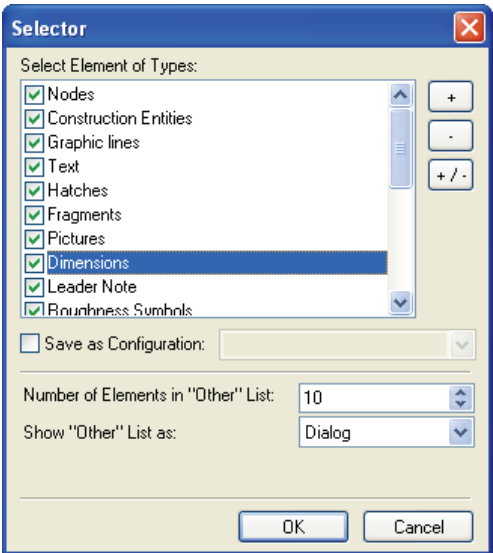 Selector
Select Element of Types:
Nodes
+
Construction Entities
Graphic lines
-
Text
Hatches
+ / -
Fragments
Pictures
Dimensions
Leader Note
Roughness Symbols
Save as Configuration:
Number of Elements in "Other" List: 10
Show "Other" List as: Dialog
OK Cancel